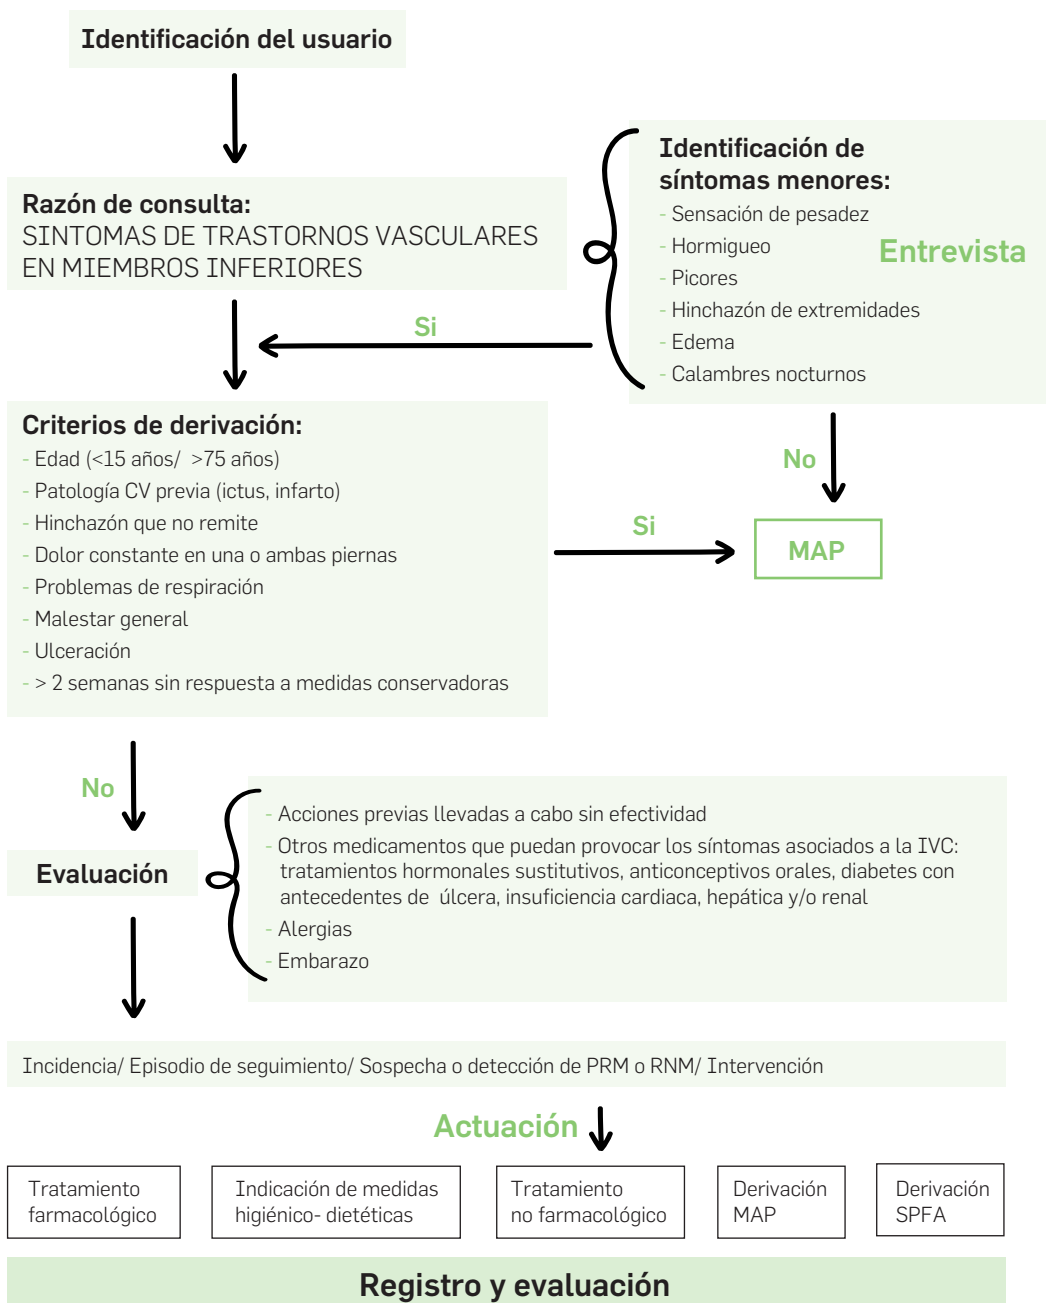 Identificación del usuario
Razón de consulta:
SINTOMAS DE TRASTORNOS VASCULARES
EN MIEMBROS INFERIORES
Identificación de
síntomas menores:
- Sensación de pesadez
- Hormigueo
- Picores
- Hinchazón de extremidades
- Edema
- Calambres nocturnos
Entrevista
Si
No
Criterios de derivación:
- Edad (<15 años/ >75 años)
- Patología CV previa (ictus, infarto)
- Hinchazón que no remite
- Dolor constante en una o ambas piernas
- Problemas de respiración
- Malestar general
- Ulceración
- > 2 semanas sin respuesta a medidas conservadoras
Si
MAP
No
Evaluación
- Acciones previas llevadas a cabo sin efectividad
- Otros medicamentos que puedan provocar los síntomas asociados a la IVC:
tratamientos hormonales sustitutivos, anticonceptivos orales, diabetes con
antecedentes de úlcera, insuficiencia cardiaca, hepática y/o renal
- Alergias
- Embarazo
Incidencia/ Episodio de seguimiento/ Sospecha o detección de PRM o RNM/ Intervención
Actuación
Tratamiento
farmacológico
Indicación de medidas
higiénico- dietéticas
Tratamiento
no farmacológico
Derivación
MAP
Derivación
SPFA
Registro y evaluación